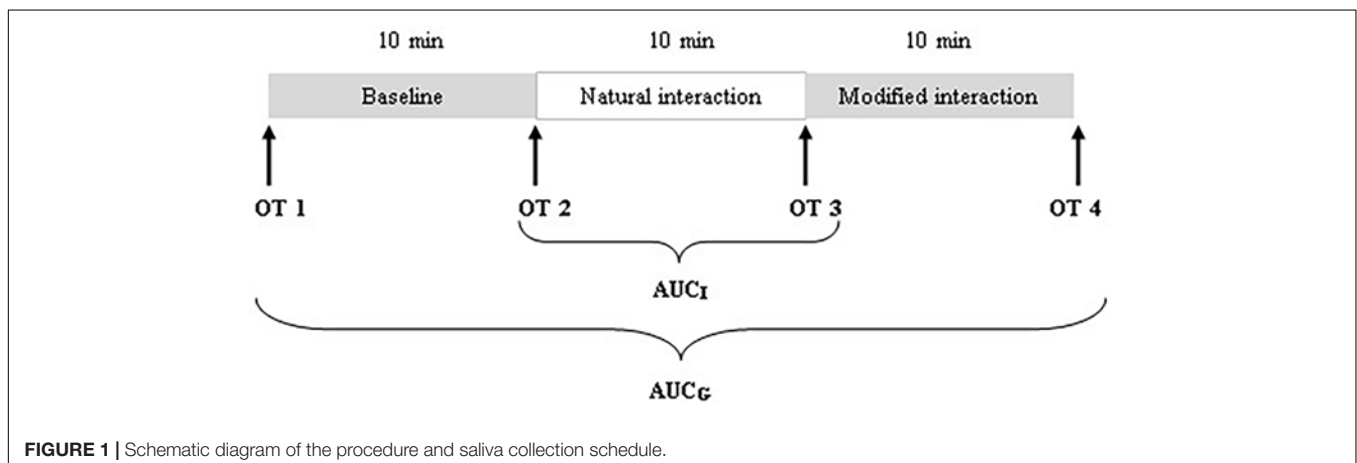 10 min 10 min 10 min
Baseline Natural interaction Modified interaction
OT 1 OT 2 OT 3 OT 4
AUCI
AUCG
FIGURE 1 | Schematic diagram of the procedure and saliva collection schedule.